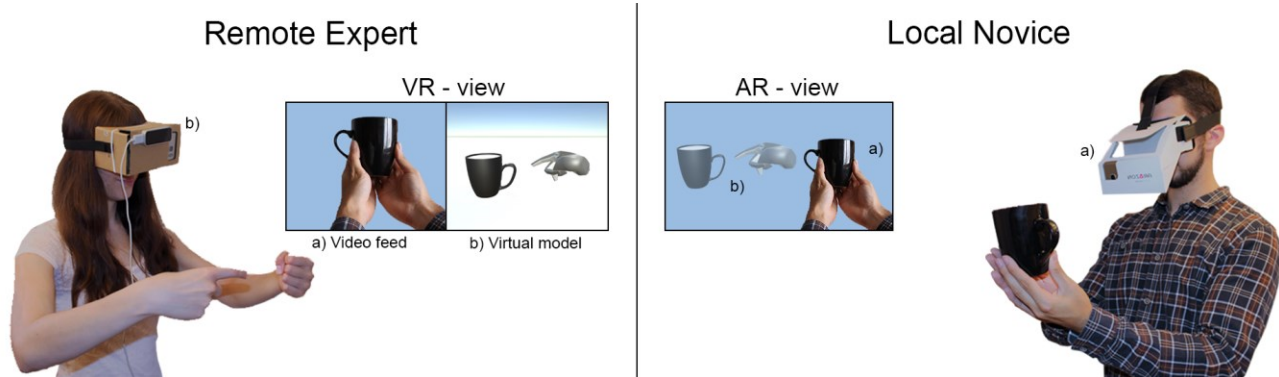 Remote Expert
VR - view
b)
a) Video feed
b) Virtual model
Local Novice
AR - view
a)
b)
a)